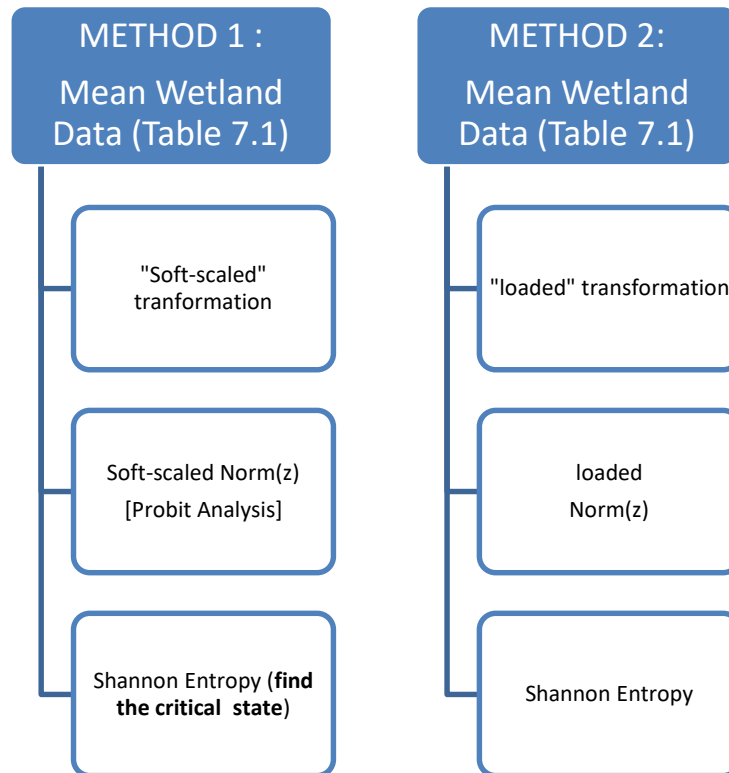 METHOD 1 :
Mean Wetland
Data (Table 7.1)
"Soft-scaled"
tranformation
Soft-scaled Norm(z)
[Probit Analysis]
Shannon Entropy (find
the critical state)
METHOD 2:
Mean Wetland
Data (Table 7.1)
"loaded" transformation
loaded
Norm(z)
Shannon Entropy